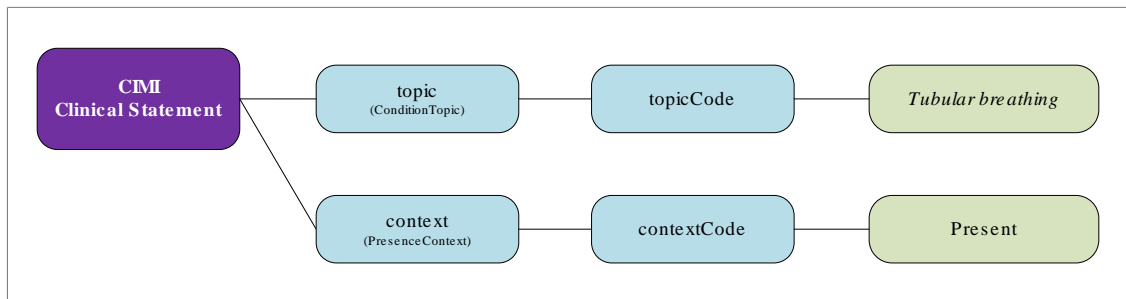 CIMI
Clinical Statement
topic
(ConditionTopic)
topicCode
Tubular breathing
context
(PresenceContext)
contextCode
Present